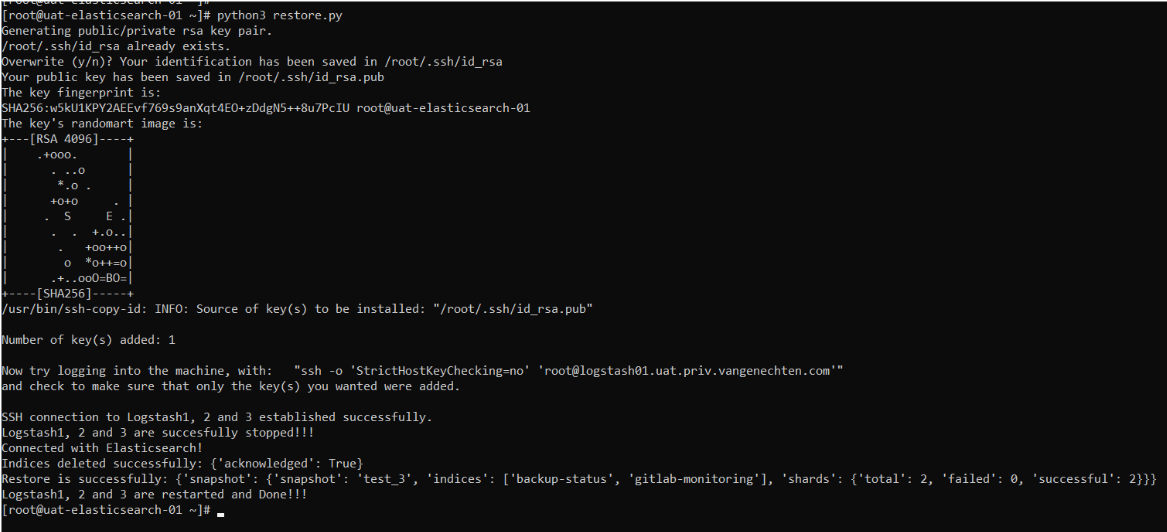 [root@uat-elasticsearch-01 ~]# python3 restore.py
Generating public/private rsa key pair.
/root/.ssh/id_rsa already exists.
Overwrite (y/n)? Your identification has been saved in /root/.ssh/id_rsa
Your public key has been saved in /root/.ssh/id_rsa.pub
The key fingerprint is:
SHA256:w5kU1KPY2AEEvf769s9anXqt4EO+zDdgN5++8u7PcIU root@uat-elasticsearch-01
The key's randomart image is:
+---[RSA 4096]----+
|    .+ooo.       |
|      . ..o      |
|       *.o .     |
|      +o+o     . |
|     .  S     E .|
|      .  .  +.o..|
|       .   +oo++o|
|        o  *o++=o|
|      .+..ooO=BO=|
+----[SHA256]-----+
/usr/bin/ssh-copy-id: INFO: Source of key(s) to be installed: "/root/.ssh/id_rsa.pub"
Number of key(s) added: 1
Now try logging into the machine, with:   "ssh -o 'StrictHostKeyChecking=no' 'root@logstash01.uat.priv.vangenechten.com'"
and check to make sure that only the key(s) you wanted were added.
SSH connection to Logstash1, 2 and 3 established successfully.
Logstash1, 2 and 3 are succesfully stopped!!!
Connected with Elasticsearch!
Indices deleted successfully: {'acknowledged': True}
Restore is successfully: {'snapshot': {'snapshot': 'test_3', 'indices': ['backup-status', 'gitlab-monitoring'], 'shards': {'total': 2, 'failed': 0, 'successful': 2}}}
Logstash1, 2 and 3 are restarted and Done!!!
[root@uat-elasticsearch-01 ~]#